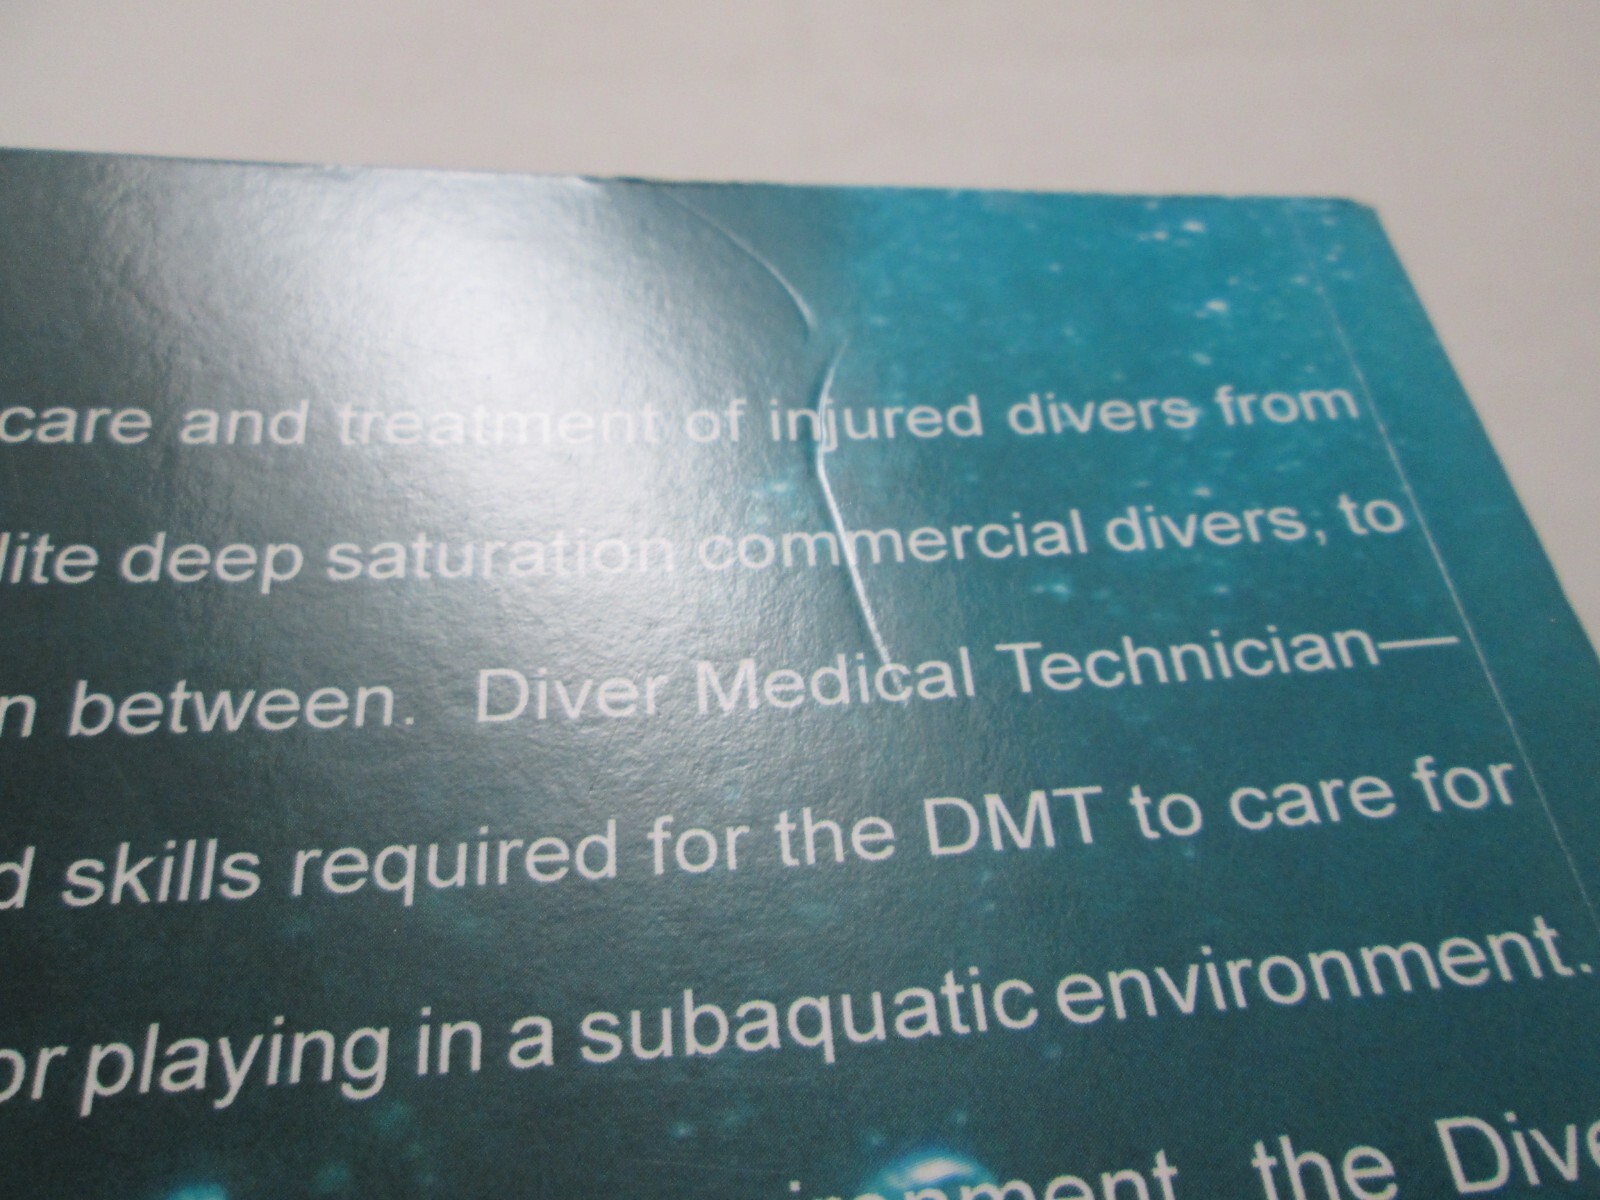 care and treatment of injured divers from
lite deep saturation commercial divers, to
n between. Diver Medical Technician—
d skills required for the DMT to care for
or playing in a subaquatic environment.
ironment, the Dive